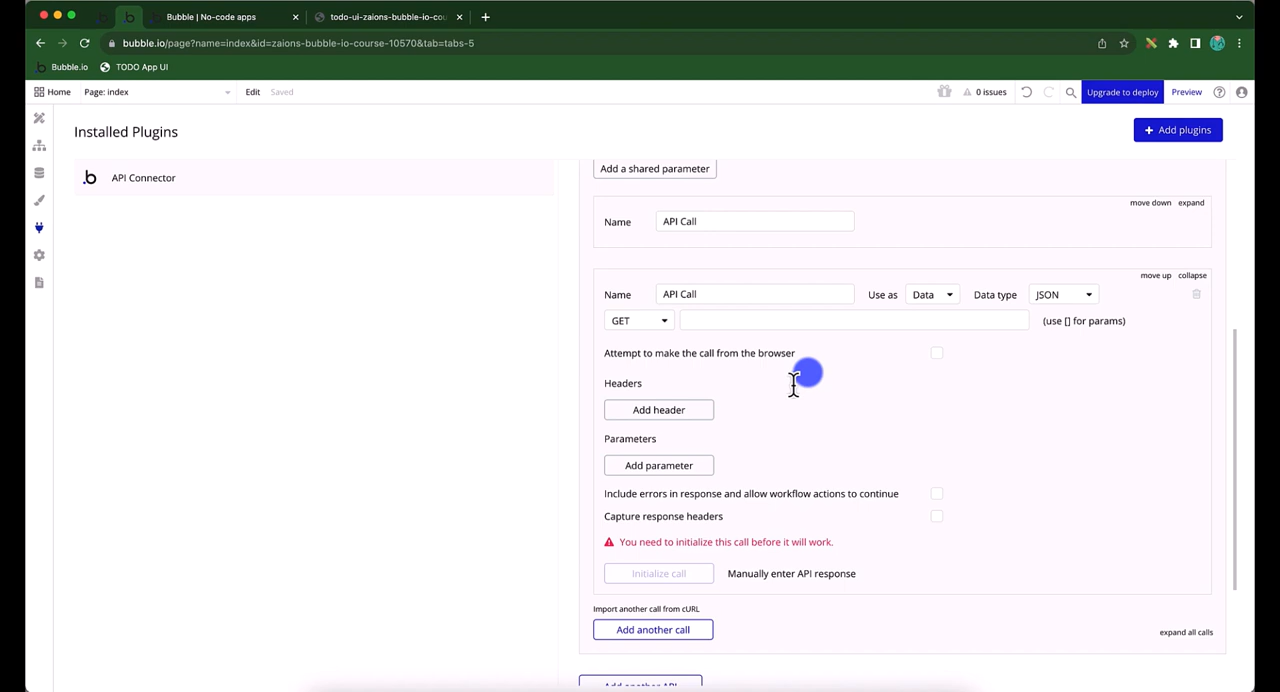 Bubble | No-code apps
todo-ui-zaions-bubble-io-cou
bubble.io/page?name=index&id=zaions-bubble-io-course-10570&tab=tabs-5
Bubble.io TODO App UI
Home Page: index Edit Saved 0 issues Upgrade to deploy Preview
Installed Plugins
+ Add plugins
.b API Connector
Add a shared parameter
move down expand
Name API Call
move up collapse
Name API Call Use as Data Data type JSON
GET (use [] for params)
Attempt to make the call from the browser
Headers
Add header
Parameters
Add parameter
Include errors in response and allow workflow actions to continue
Capture response headers
You need to initialize this call before it will work.
Initialize call Manually enter API response
Import another call from cURL
Add another call
expand all calls
Add another API